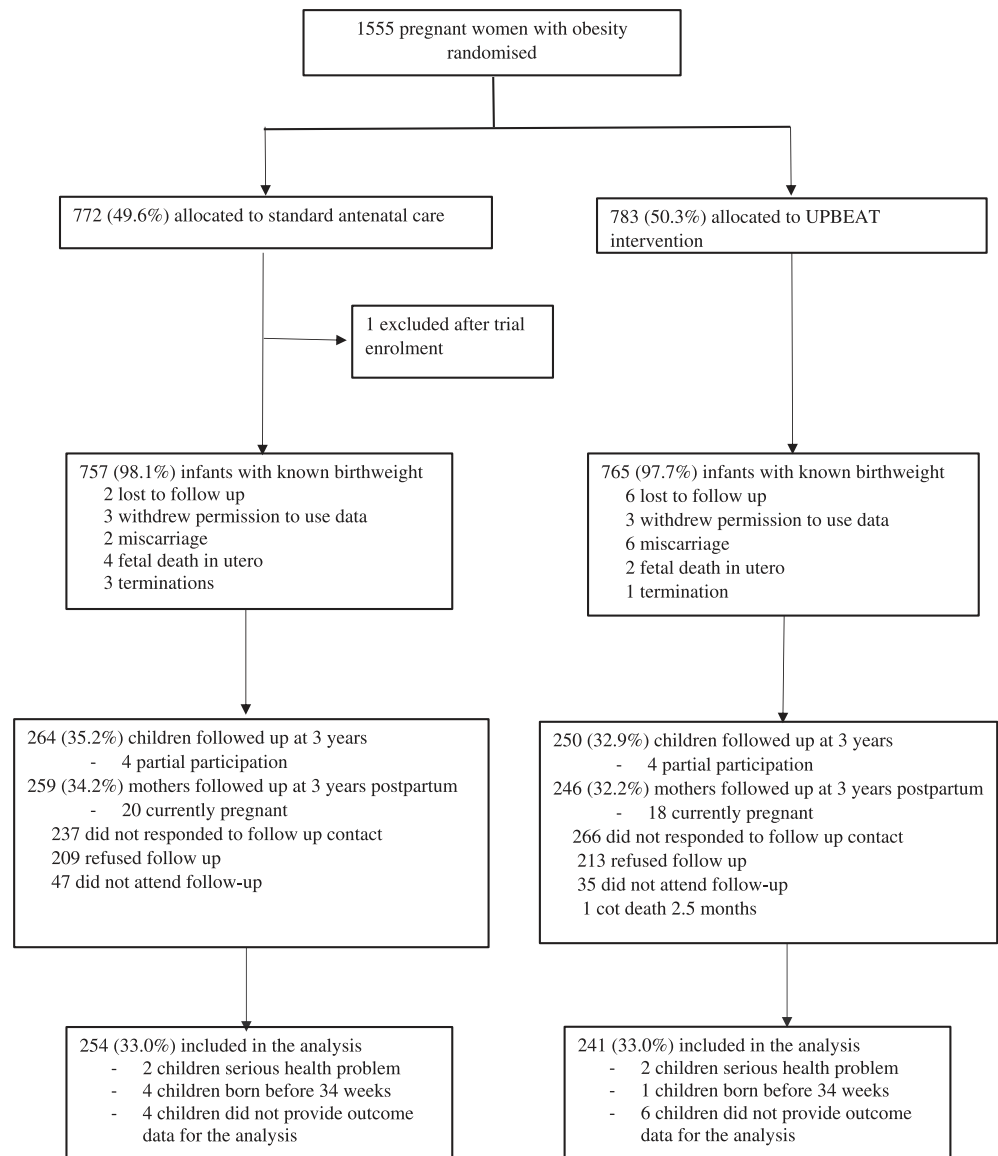 1555 pregnant women with obesity
randomised
772 (49.6%) allocated to standard antenatal care
783 (50.3%) allocated to UPBEAT
intervention
1 excluded after trial
enrolment
757 (98.1%) infants with known birthweight
2 lost to follow up
3 withdrew permission to use data
2 miscarriage
4 fetal death in utero
3 terminations
765 (97.7%) infants with known birthweight
6 lost to follow up
3 withdrew permission to use data
6 miscarriage
2 fetal death in utero
1 termination
264 (35.2%) children followed up at 3 years
- 4 partial participation
259 (34.2%) mothers followed up at 3 years postpartum
- 20 currently pregnant
237 did not responded to follow up contact
209 refused follow up
47 did not attend follow-up
250 (32.9%) children followed up at 3 years
- 4 partial participation
246 (32.2%) mothers followed up at 3 years postpartum
- 18 currently pregnant
266 did not responded to follow up contact
213 refused follow up
35 did not attend follow-up
1 cot death 2.5 months
254 (33.0%) included in the analysis
- 2 children serious health problem
- 4 children born before 34 weeks
- 4 children did not provide outcome
data for the analysis
241 (33.0%) included in the analysis
- 2 children serious health problem
- 1 children born before 34 weeks
- 6 children did not provide outcome
data for the analysis